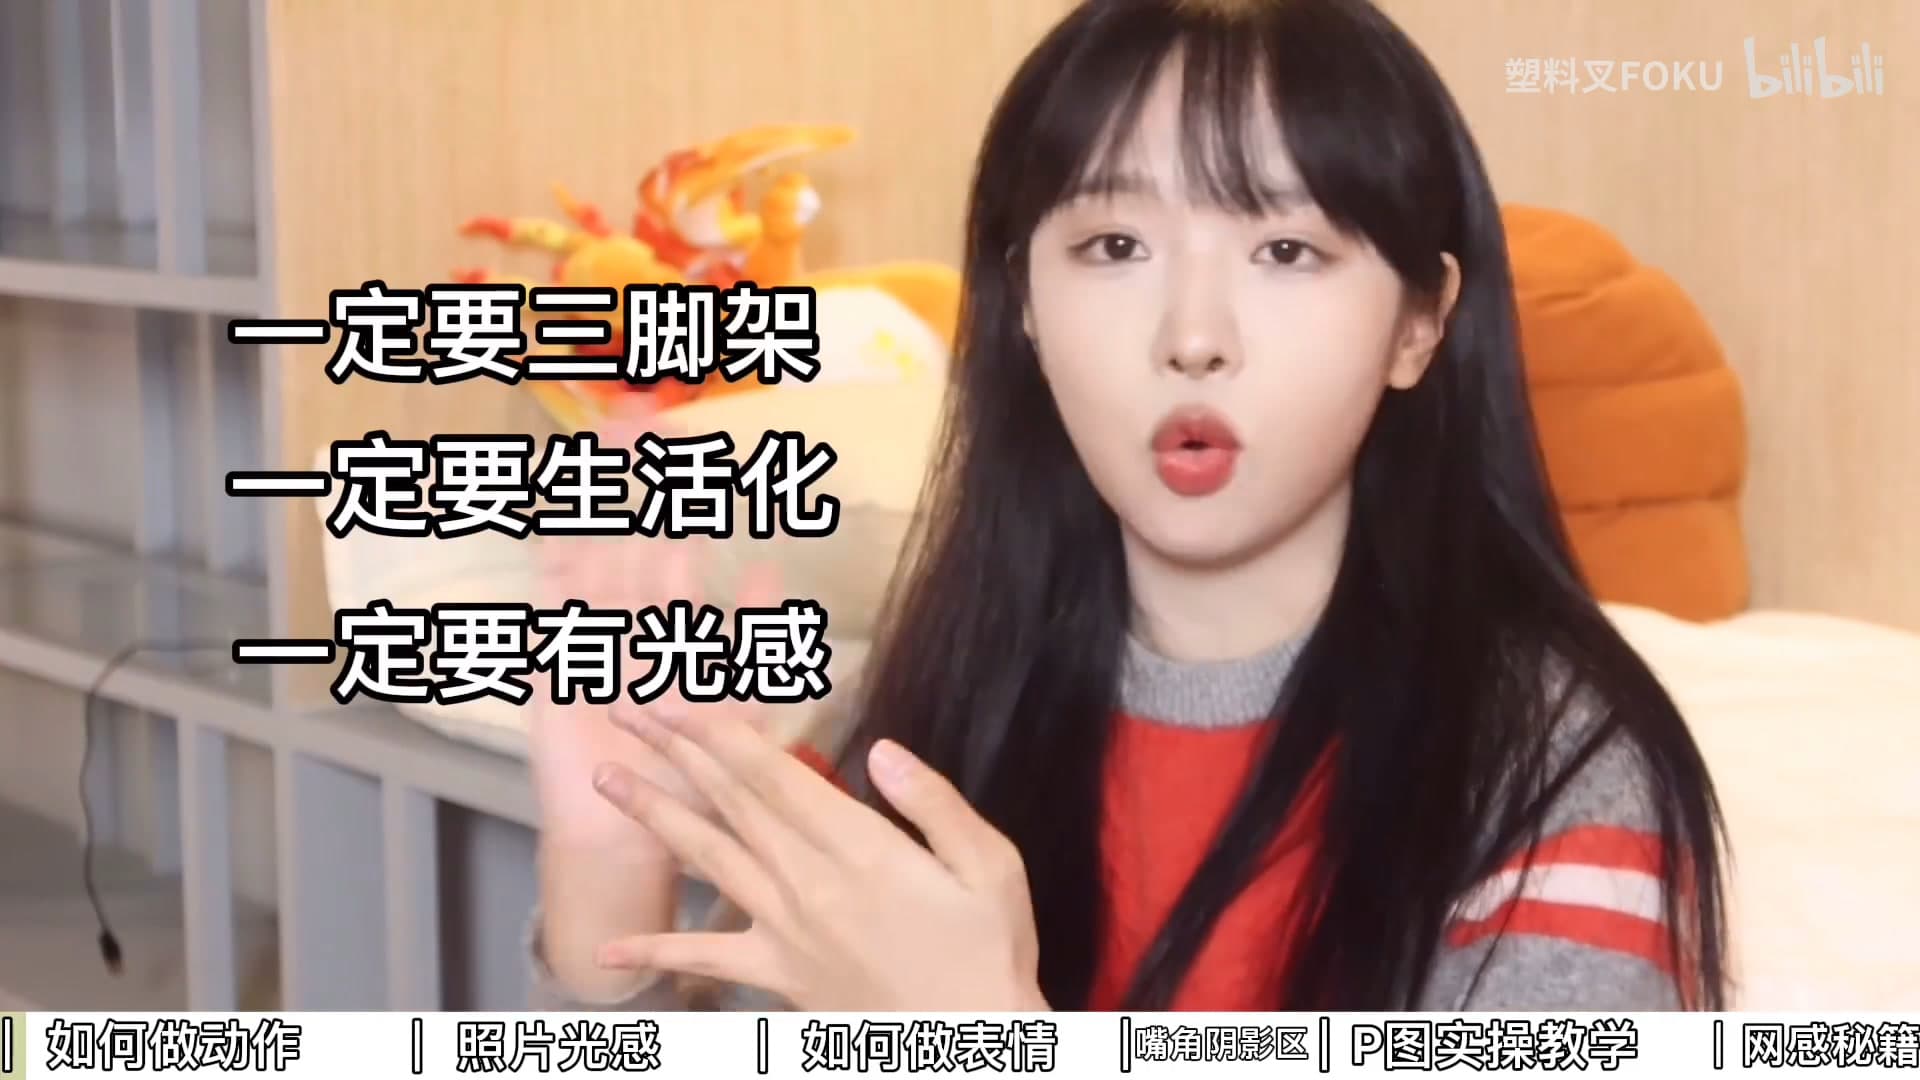 塑料叉FOKU bilibili
一定要三脚架
一定要生活化
一定要有光感
| 如何做动作 | 照片光感 | 如何做表情 | 嘴角阴影区 | P图实操教学 | 网感秘籍